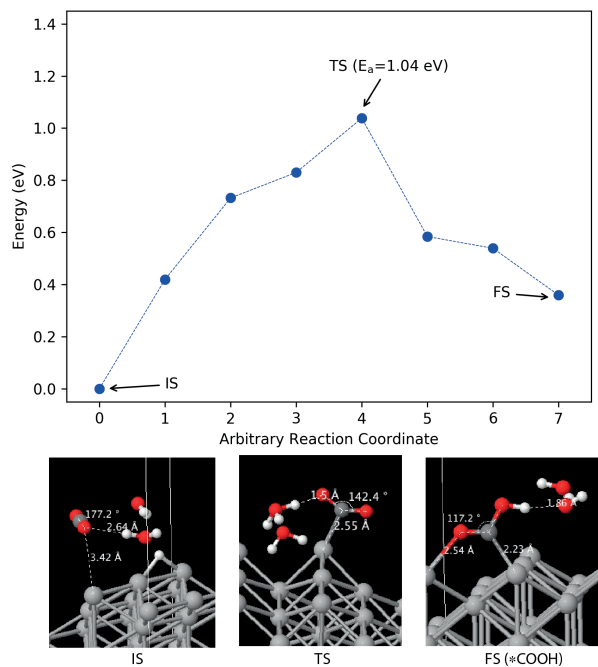 1.4
1.2
1.0
0.8
0.6
0.4
0.2
0.0
Energy (eV)
TS (Ea=1.04 eV)
FS
IS
0 1 2 3 4 5 6 7
Arbitrary Reaction Coordinate
177.2 °
2.64 Å
3.42 Å
1.5 Å
142.4 °
2.55 Å
1.86 Å
117.2 °
2.54 Å
2.23 Å
IS TS FS (*COOH)